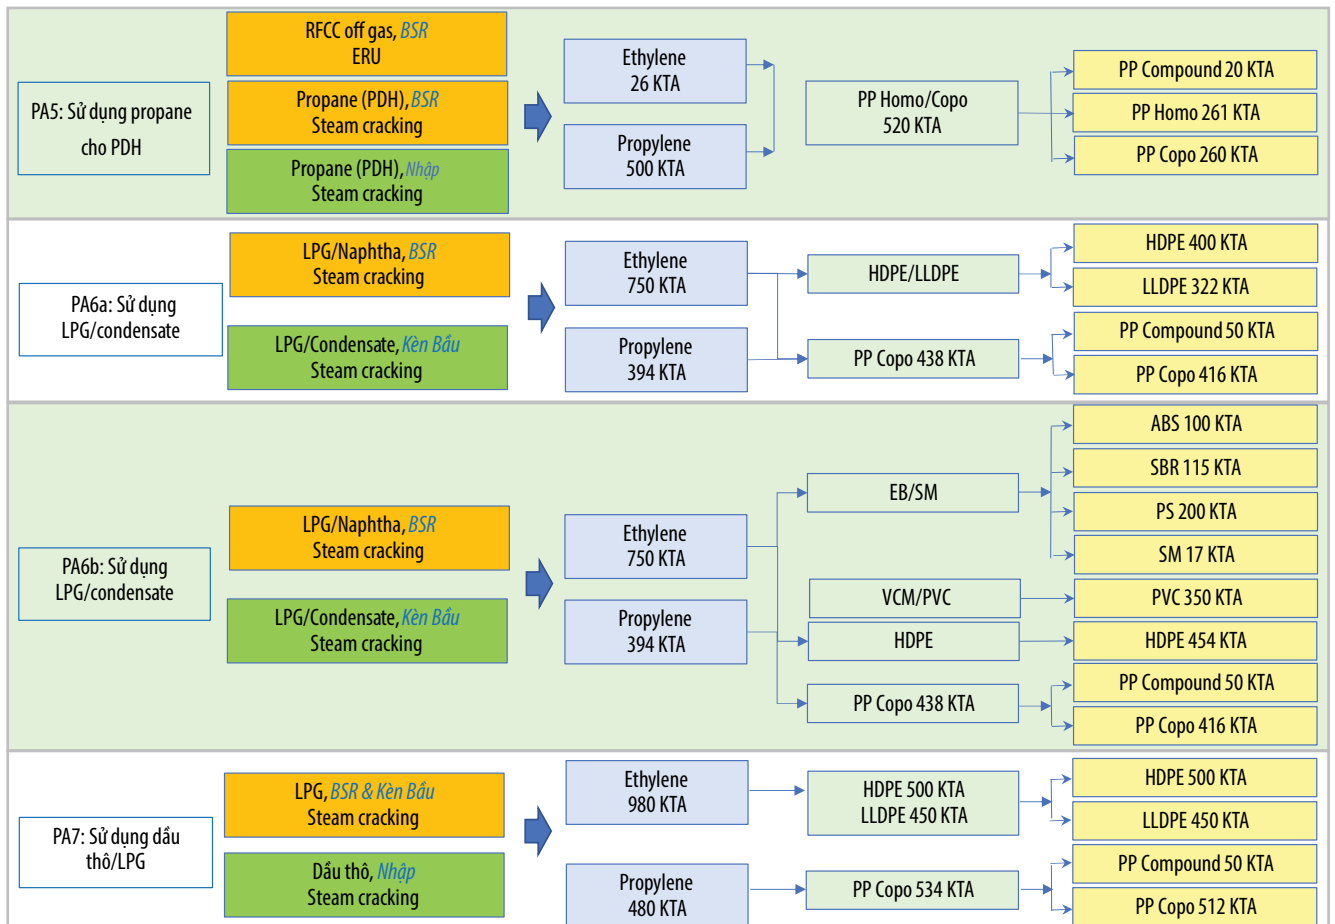 PA5: Sử dụng propane
cho PDH
RFCC off gas, BSR
ERU
Propane (PDH), BSR
Steam cracking
Propane (PDH), Nhập
Steam cracking
Ethylene
26 KTA
Propylene
500 KTA
PP Homo/Copo
520 KTA
PP Compound 20 KTA
PP Homo 261 KTA
PP Copo 260 KTA
PA6a: Sử dụng
LPG/condensate
LPG/Naphtha, BSR
Steam cracking
LPG/Condensate, Kèn Bầu
Steam cracking
Ethylene
750 KTA
Propylene
394 KTA
HDPE/LLDPE
PP Copo 438 KTA
HDPE 400 KTA
LLDPE 322 KTA
PP Compound 50 KTA
PP Copo 416 KTA
PA6b: Sử dụng
LPG/condensate
LPG/Naphtha, BSR
Steam cracking
LPG/Condensate, Kèn Bầu
Steam cracking
Ethylene
750 KTA
Propylene
394 KTA
EB/SM
VCM/PVC
HDPE
PP Copo 438 KTA
ABS 100 KTA
SBR 115 KTA
PS 200 KTA
SM 17 KTA
PVC 350 KTA
HDPE 454 KTA
PP Compound 50 KTA
PP Copo 416 KTA
PA7: Sử dụng dầu
thô/LPG
LPG, BSR & Kèn Bầu
Steam cracking
Dầu thô, Nhập
Steam cracking
Ethylene
980 KTA
Propylene
480 KTA
HDPE 500 KTA
LLDPE 450 KTA
PP Copo 534 KTA
HDPE 500 KTA
LLDPE 450 KTA
PP Compound 50 KTA
PP Copo 512 KTA